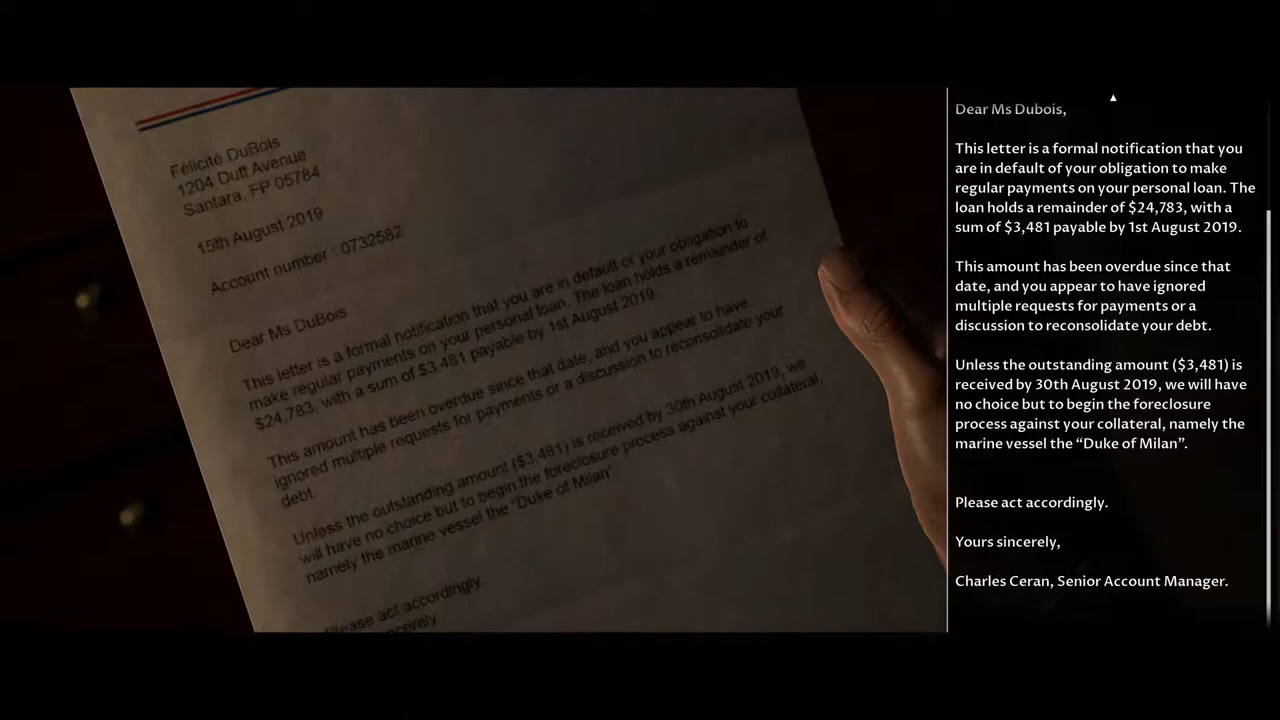 Félicité DuBois
1204 Duff Avenue
Santara, FP 05784
15th August 2019
Account number : 0732582
Dear Ms DuBois
This letter is a formal notification that you are in default of your obligation to
make regular payments on your personal loan. The loan holds a remainder of
$24,783, with a sum of $3,481 payable by 1st August 2019.
This amount has been overdue since that date, and you appear to have
ignored multiple requests for payments or a discussion to reconsolidate your
debt.
Unless the outstanding amount ($3,481) is received by 30th August 2019, we
will have no choice but to begin the foreclosure process against your collateral,
namely the marine vessel the "Duke of Milan"
Please act accordingly.
Dear Ms Dubois,
This letter is a formal notification that you
are in default of your obligation to make
regular payments on your personal loan. The
loan holds a remainder of $24,783, with a
sum of $3,481 payable by 1st August 2019.
This amount has been overdue since that
date, and you appear to have ignored
multiple requests for payments or a
discussion to reconsolidate your debt.
Unless the outstanding amount ($3,481) is
received by 30th August 2019, we will have
no choice but to begin the foreclosure
process against your collateral, namely the
marine vessel the “Duke of Milan”.
Please act accordingly.
Yours sincerely,
Charles Ceran, Senior Account Manager.